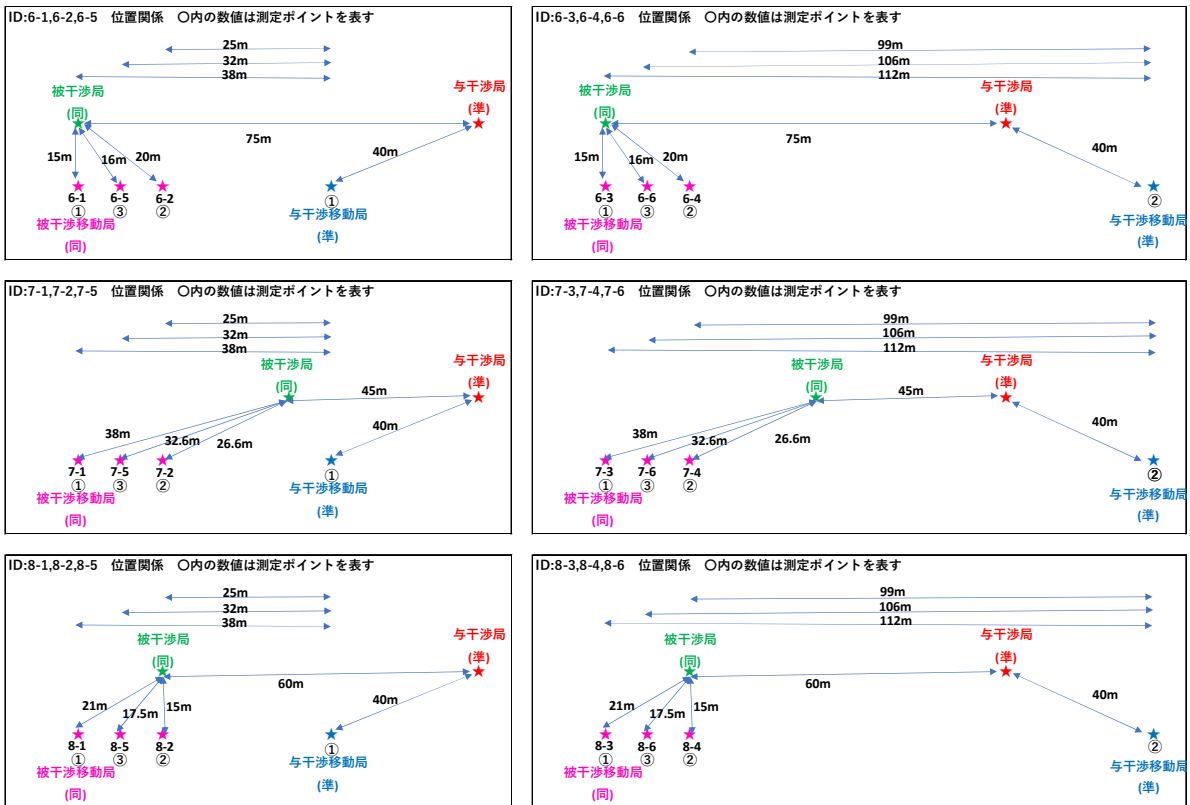 ID:6-1,6-2,6-5　位置関係　〇内の数値は測定ポイントを表す
25m
32m
38m
被干渉局
(同)
与干渉局
(準)
75m
15m
16m
20m
40m
6-1
6-5
6-2
①
③
②
①
被干渉移動局
(同)
与干渉移動局
(準)
ID:6-3,6-4,6-6　位置関係　〇内の数値は測定ポイントを表す
99m
106m
112m
被干渉局
(同)
与干渉局
(準)
75m
15m
16m
20m
40m
6-3
6-6
6-4
①
③
②
②
被干渉移動局
(同)
与干渉移動局
(準)
ID:7-1,7-2,7-5　位置関係　〇内の数値は測定ポイントを表す
25m
32m
38m
被干渉局
(同)
与干渉局
(準)
45m
38m
32.6m
26.6m
40m
7-1
7-5
7-2
①
③
②
①
被干渉移動局
(同)
与干渉移動局
(準)
ID:7-3,7-4,7-6　位置関係　〇内の数値は測定ポイントを表す
99m
106m
112m
被干渉局
(同)
与干渉局
(準)
45m
38m
32.6m
26.6m
40m
7-3
7-6
7-4
①
③
②
②
被干渉移動局
(同)
与干渉移動局
(準)
ID:8-1,8-2,8-5　位置関係　〇内の数値は測定ポイントを表す
25m
32m
38m
被干渉局
(同)
与干渉局
(準)
60m
21m
17.5m
15m
40m
8-1
8-5
8-2
①
③
②
①
被干渉移動局
(同)
与干渉移動局
(準)
ID:8-3,8-4,8-6　位置関係　〇内の数値は測定ポイントを表す
99m
106m
112m
被干渉局
(同)
与干渉局
(準)
60m
21m
17.5m
15m
40m
8-3
8-6
8-4
①
③
②
②
被干渉移動局
(同)
与干渉移動局
(準)